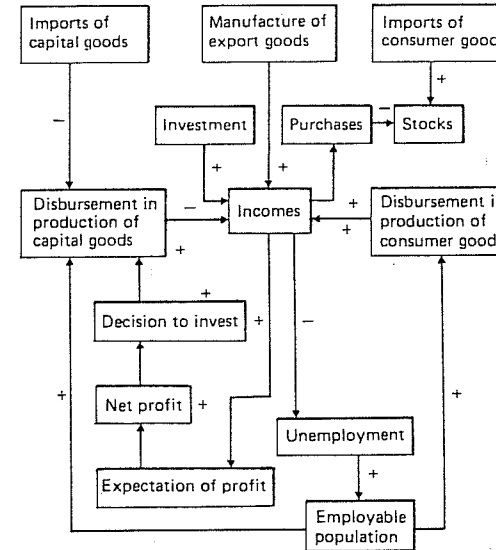 Imports of
capital goods
Manufacture of
export goods
Imports of
consumer good
−
+
Investment
Purchases
−
Stocks
+
+
Disbursement in
production of
capital goods
−
Incomes
+
+
Disbursement i
production of
consumer good
+
+
Decision to invest
+
−
+
Net profit
+
+
Unemployment
+
Expectation of profit
Employable
population